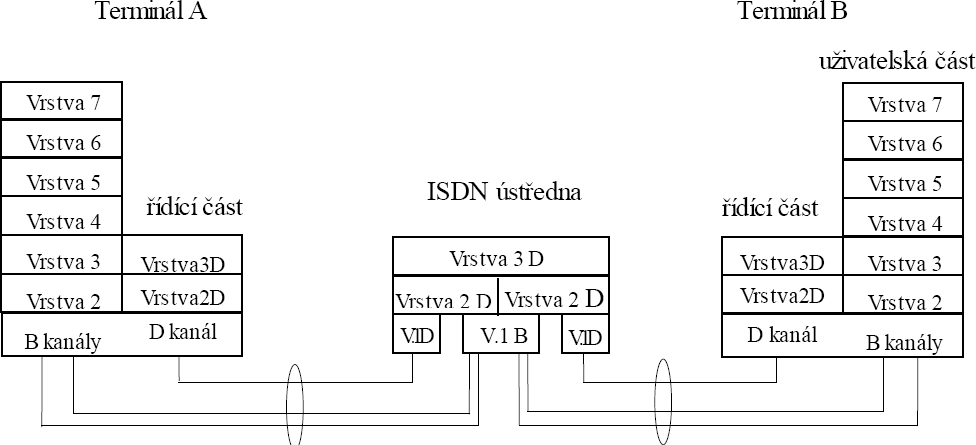 Terminál A
Terminál B
uživatelská část
Vrstva 7
Vrstva 6
Vrstva 5
Vrstva 4
Vrstva 3
Vrstva 2
B kanály
řídící část
Vrstva3D
Vrstva2D
D kanál
ISDN ústředna
Vrstva 3 D
Vrstva 2 D
Vrstva 2 D
V.1D
V.1 B
V.1D
řídící část
Vrstva3D
Vrstva2D
D kanál
Vrstva 7
Vrstva 6
Vrstva 5
Vrstva 4
Vrstva 3
Vrstva 2
B kanály